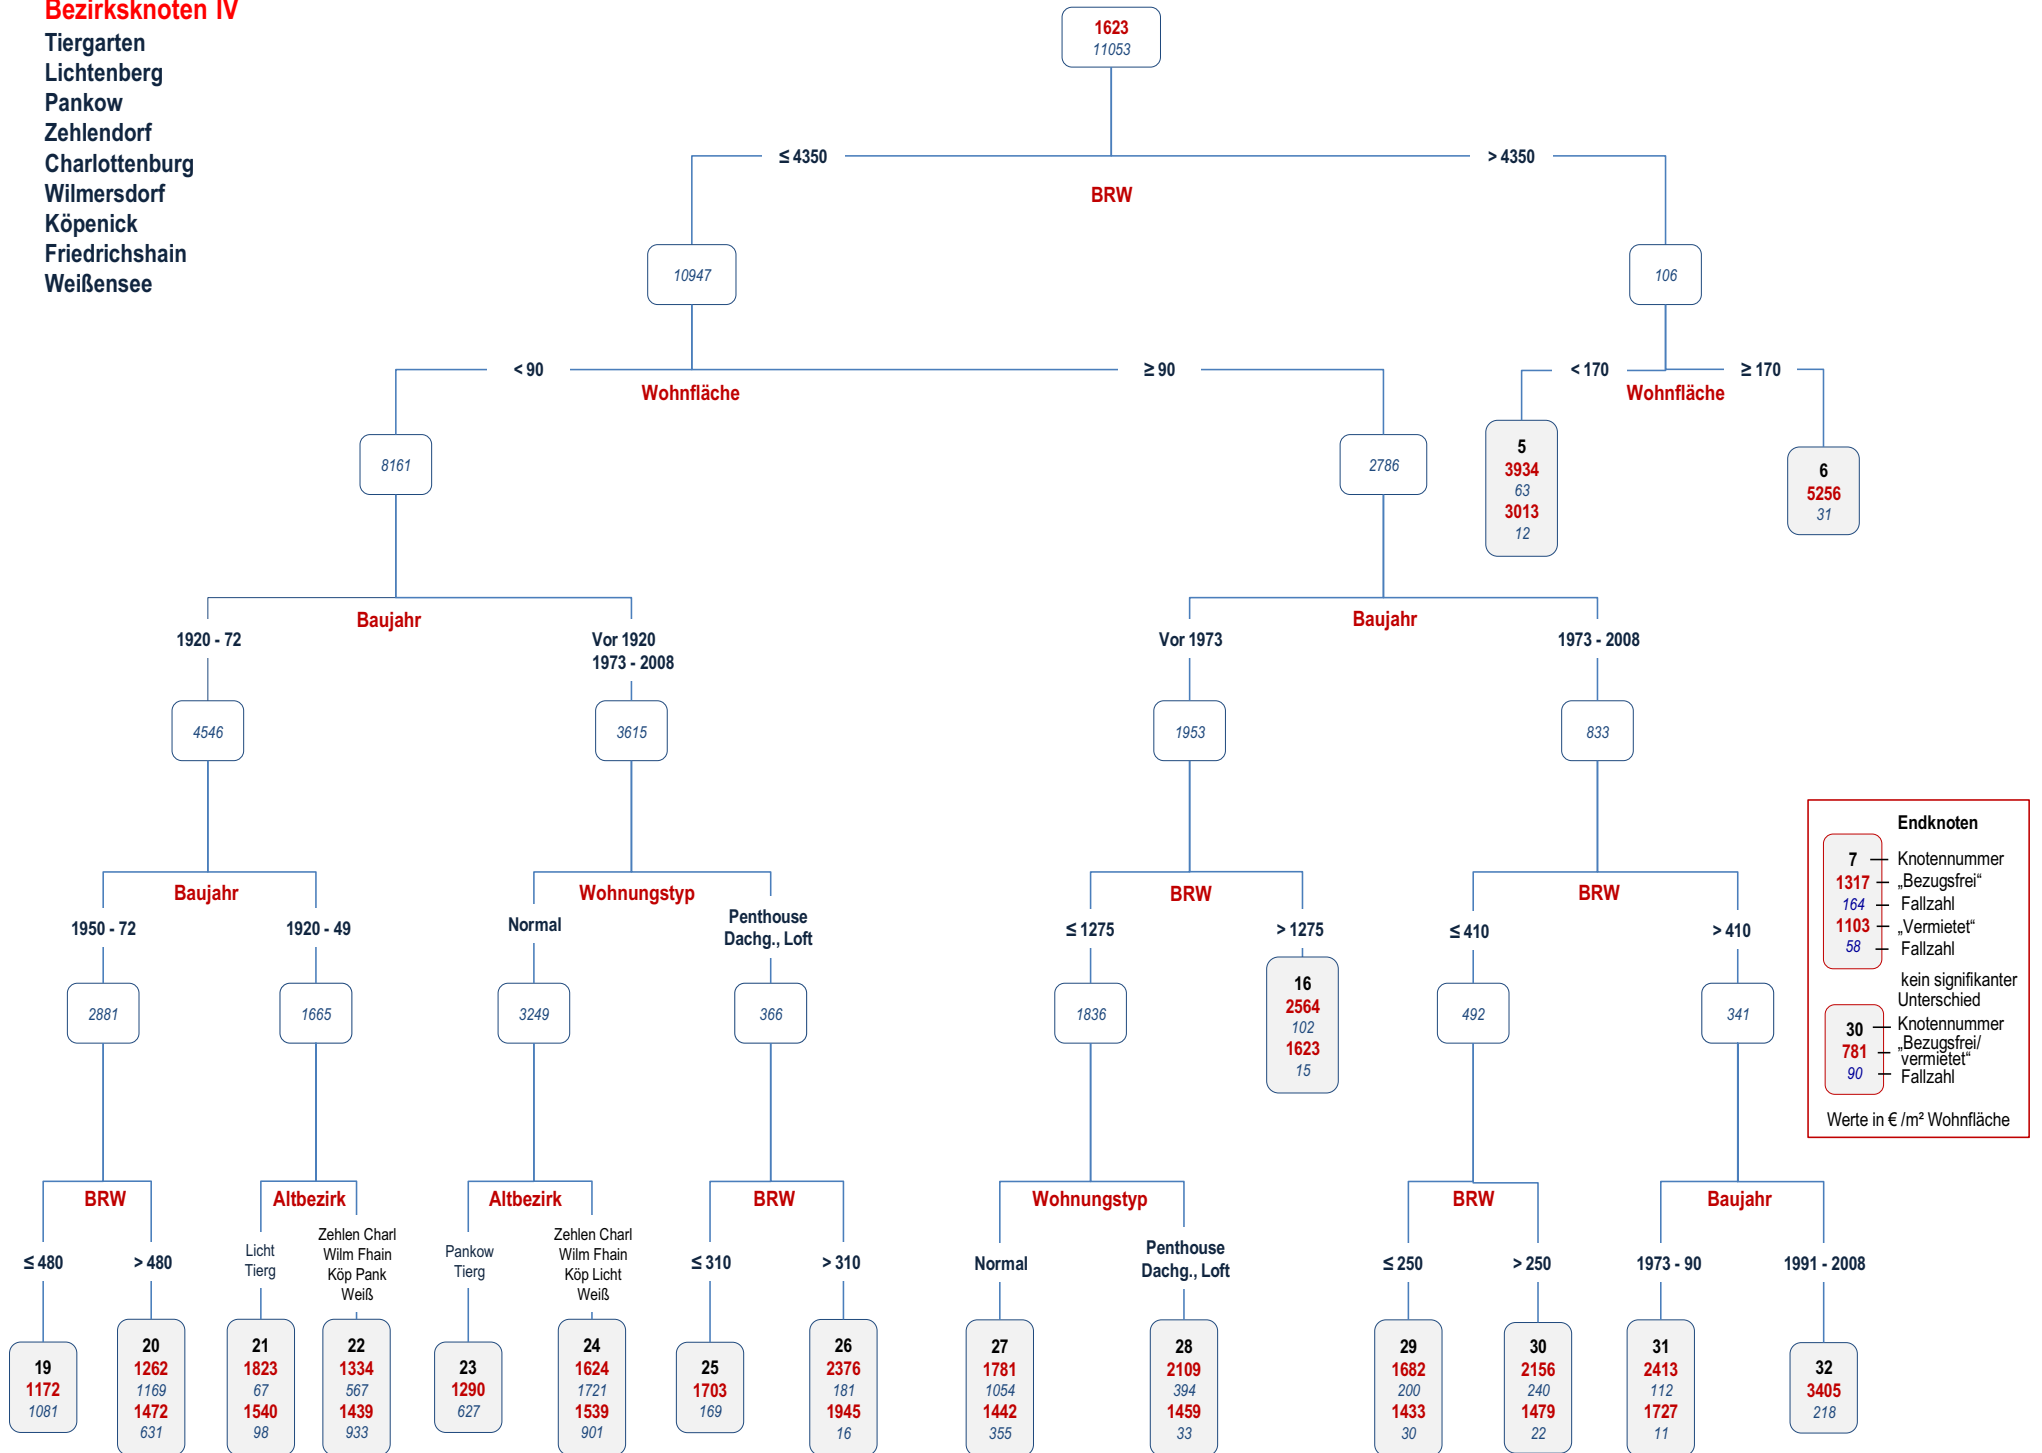 Bezirksknoten IV
Tiergarten
Lichtenberg
Pankow
Zehlendorf
Charlottenburg
Wilmersdorf
Köpenick
Friedrichshain
Weißensee
1623
11053
≤ 4350
> 4350
BRW
10947
106
< 90
≥ 90
Wohnfläche
< 170
≥ 170
Wohnfläche
8161
2786
5
3934
63
3013
12
6
5256
31
Baujahr
1920 - 72
Vor 1920
1973 - 2008
Baujahr
Vor 1973
1973 - 2008
4546
3615
1953
833
Baujahr
1950 - 72
1920 - 49
Wohnungstyp
Normal
Penthouse
Dachg., Loft
BRW
≤ 1275
> 1275
BRW
≤ 410
> 410
2881
1665
3249
366
1836
16
2564
102
1623
15
492
341
Endknoten
7
Knotennummer
1317
„Bezugsfrei“
164
Fallzahl
1103
„Vermietet“
58
Fallzahl
kein signifikanter
Unterschied
30
Knotennummer
781
„Bezugsfrei/
vermietet“
90
Fallzahl
Werte in € /m² Wohnfläche
BRW
≤ 480
> 480
Altbezirk
Licht
Tierg
Zehlen Charl
Wilm Fhain
Köp Pank
Weiß
Altbezirk
Pankow
Tierg
Zehlen Charl
Wilm Fhain
Köp Licht
Weiß
BRW
≤ 310
> 310
Wohnungstyp
Normal
Penthouse
Dachg., Loft
BRW
≤ 250
> 250
Baujahr
1973 - 90
1991 - 2008
19
1172
1081
20
1262
1169
1472
631
21
1823
67
1540
98
22
1334
567
1439
933
23
1290
627
24
1624
1721
1539
901
25
1703
169
26
2376
181
1945
16
27
1781
1054
1442
355
28
2109
394
1459
33
29
1682
200
1433
30
30
2156
240
1479
22
31
2413
112
1727
11
32
3405
218